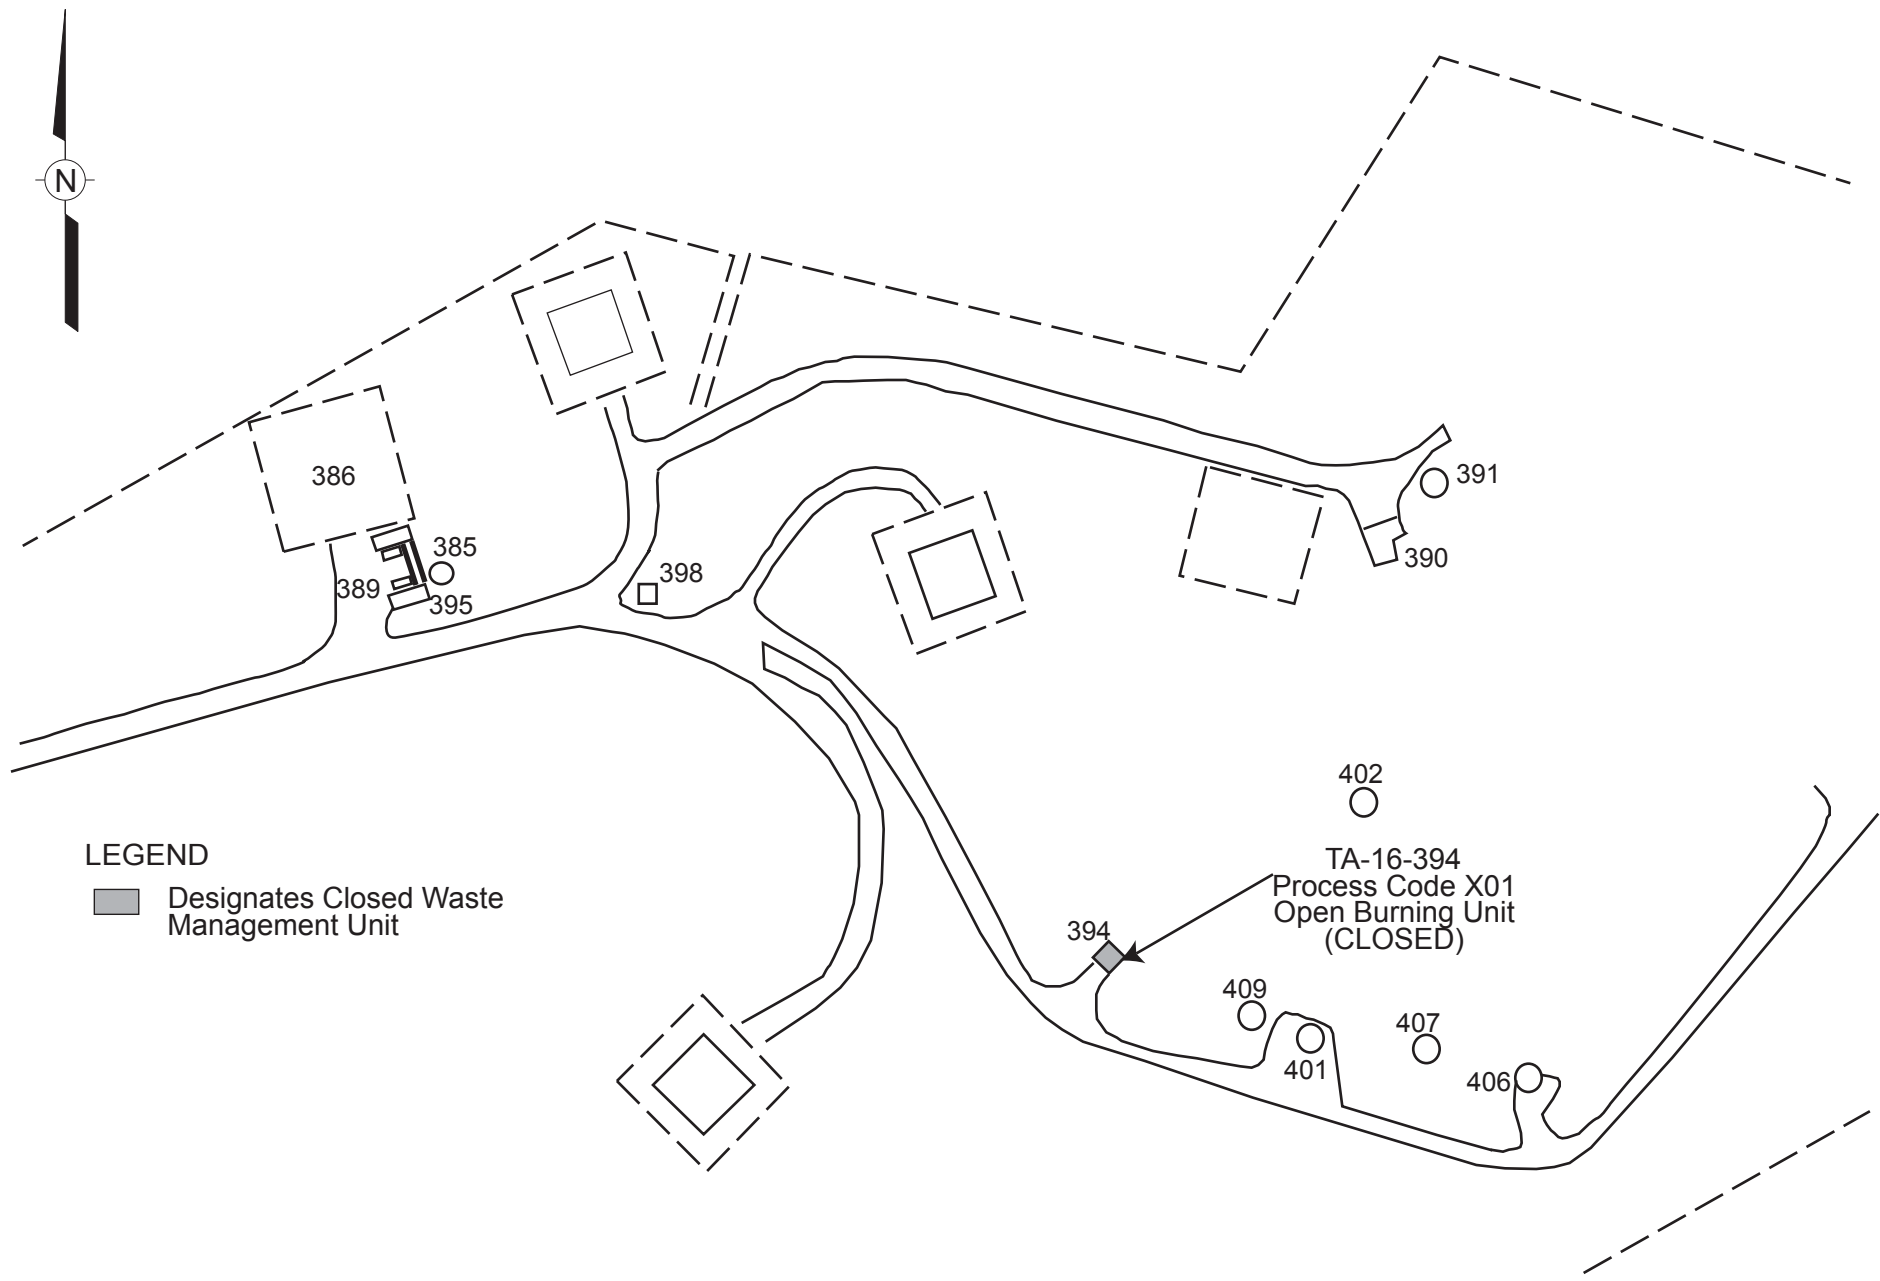 N
386
391
385
390
398
389
395
402
LEGEND
Designates Closed Waste
Management Unit
TA-16-394
Process Code X01
Open Burning Unit
(CLOSED)
394
409
407
401
406